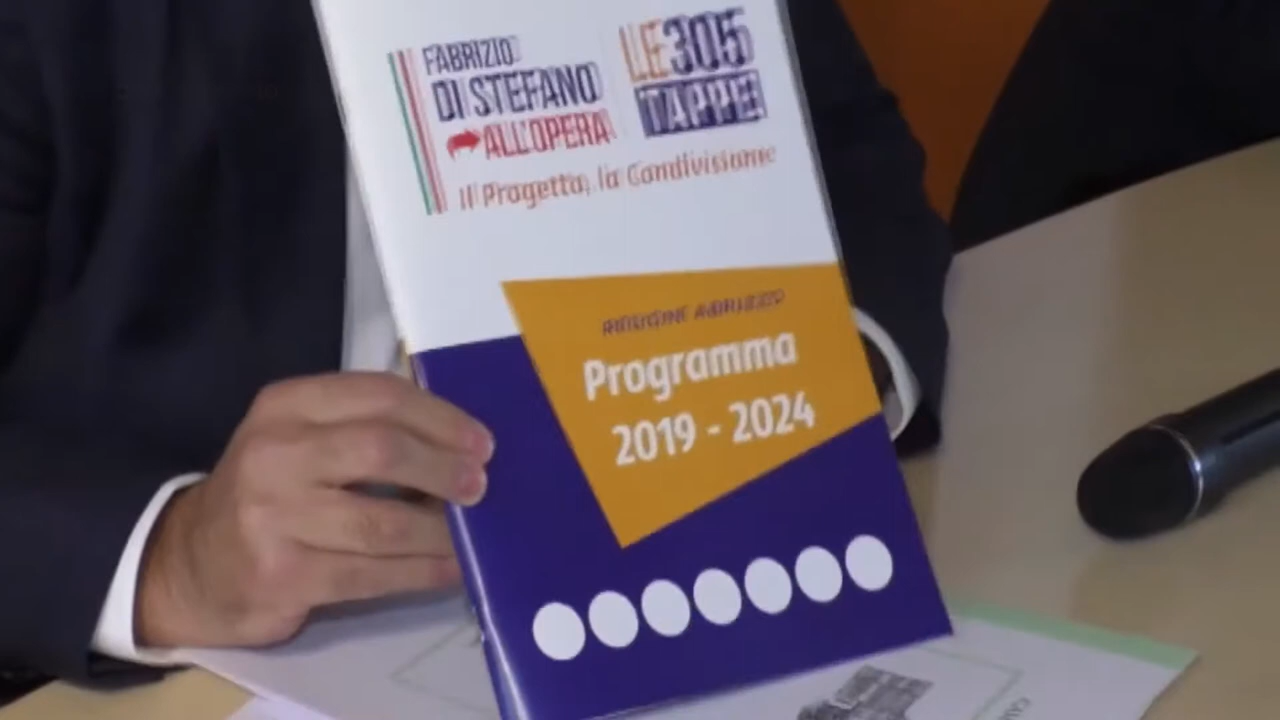 FABRIZIO
DI STEFANO
ALL'OPERA
LE 305
TAPPE
Il Progetto, la Condivisione
REGIONE ABRUZZO
Programma
2019 - 2024